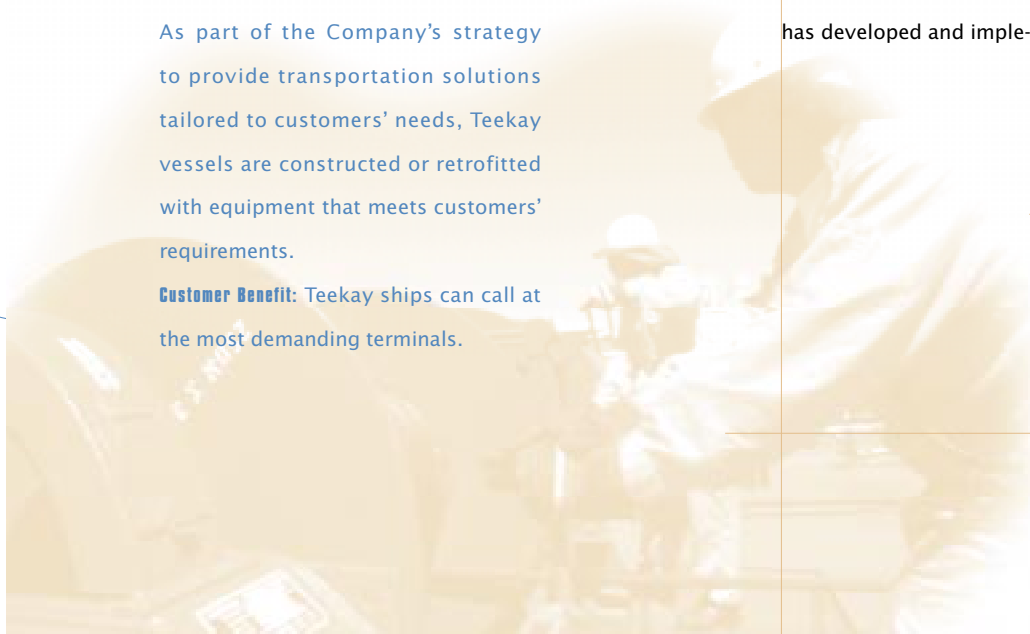 As part of the Company’s strategy
to provide transportation solutions
tailored to customers’ needs, Teekay
vessels are constructed or retrofitted
with equipment that meets customers’
requirements.
Customer Benefit: Teekay ships can call at
the most demanding terminals.
has developed and imple-